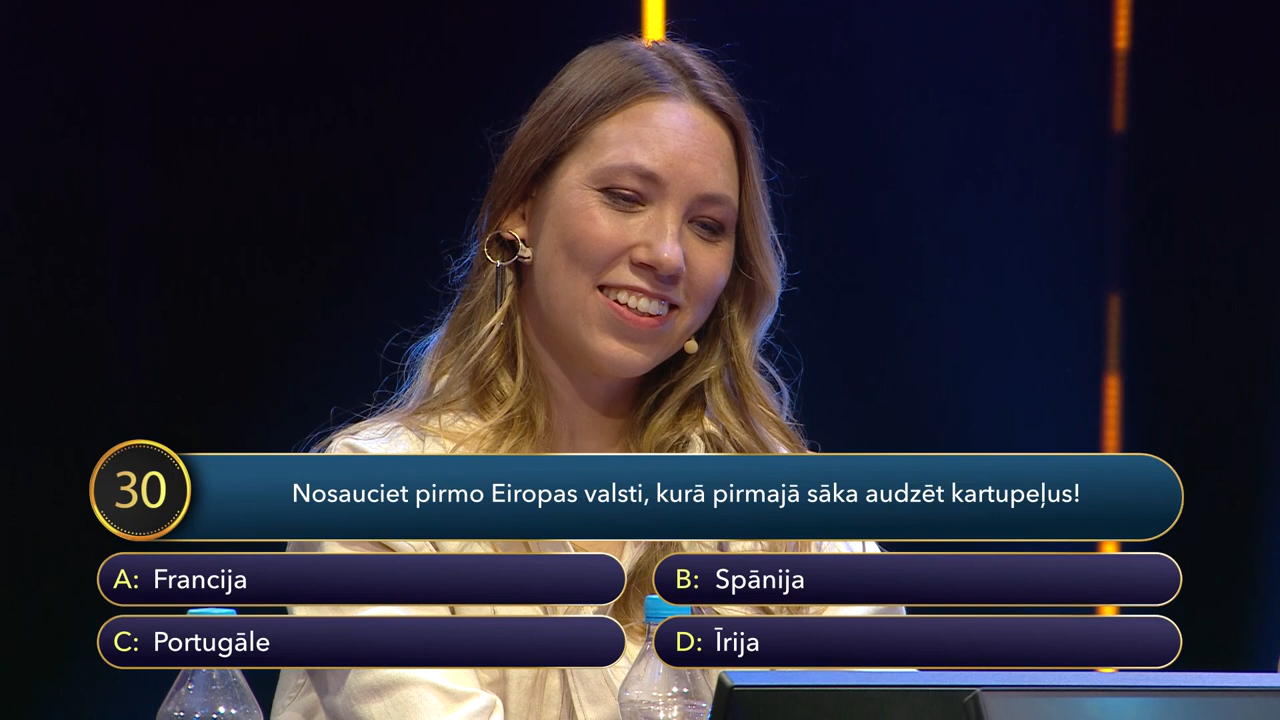 30
Nosauciet pirmo Eiropas valsti, kurā pirmajā sāka audzēt kartupeļus!
A: Francija
B: Spānija
C: Portugāle
D: Īrija